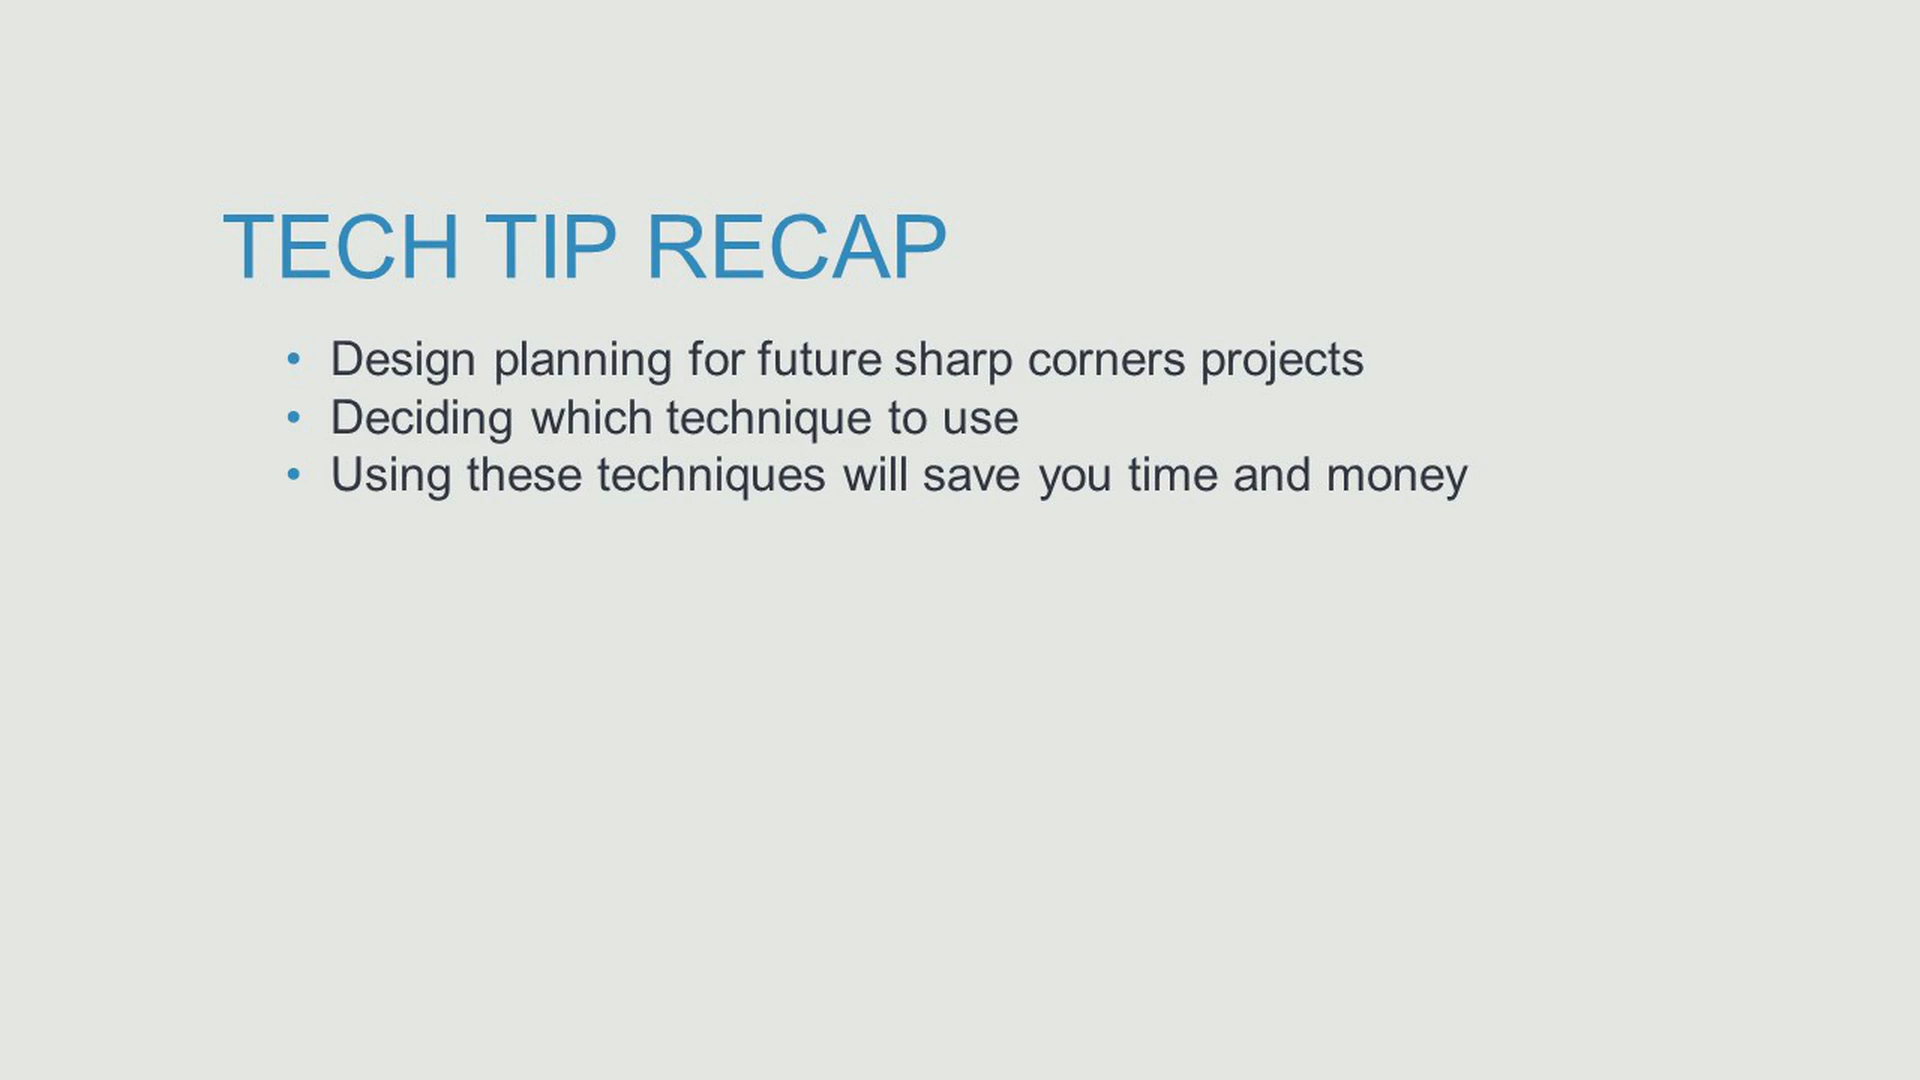 TECH TIP RECAP
• Design planning for future sharp corners projects
• Deciding which technique to use
• Using these techniques will save you time and money